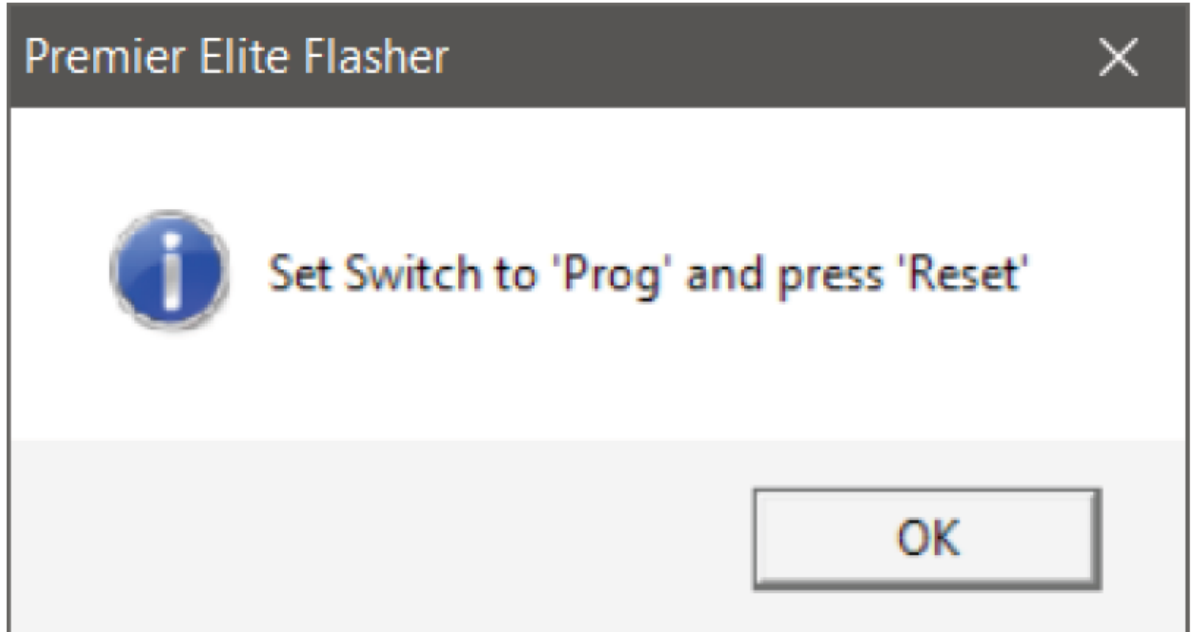 Premier Elite Flasher
Set Switch to 'Prog' and press 'Reset'
OK